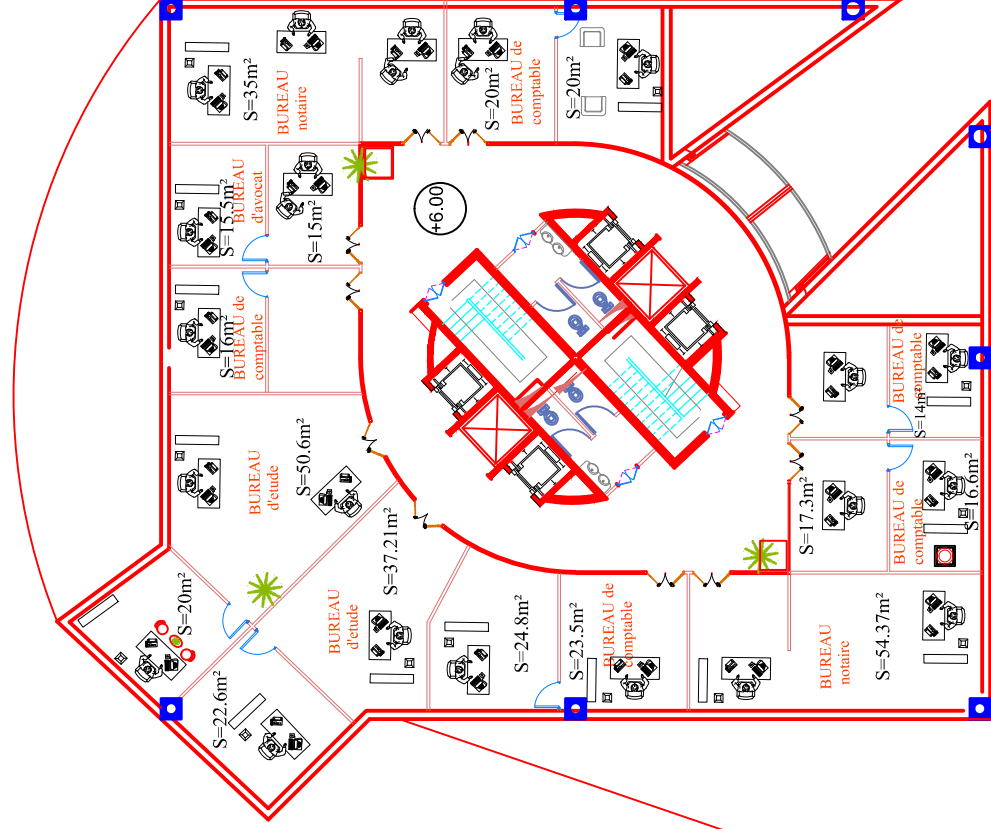 S=35m²
BUREAU
notaire
S=20m²
BUREAU de
comptable
S=20m²
S=15.5m²
BUREAU
d'avocat
S=15m²
+6.00
S=16m²
BUREAU de
comptable
BUREAU
d'etude
S=50.6m²
BUREAU de
comptable
S=14m²
S=17.3m²
BUREAU de
comptable
S=16.6m²
S=37.21m²
S=20m²
BUREAU
d'etude
S=22.6m²
S=24.8m²
S=23.5m²
BUREAU de
comptable
BUREAU
notaire
S=54.37m²